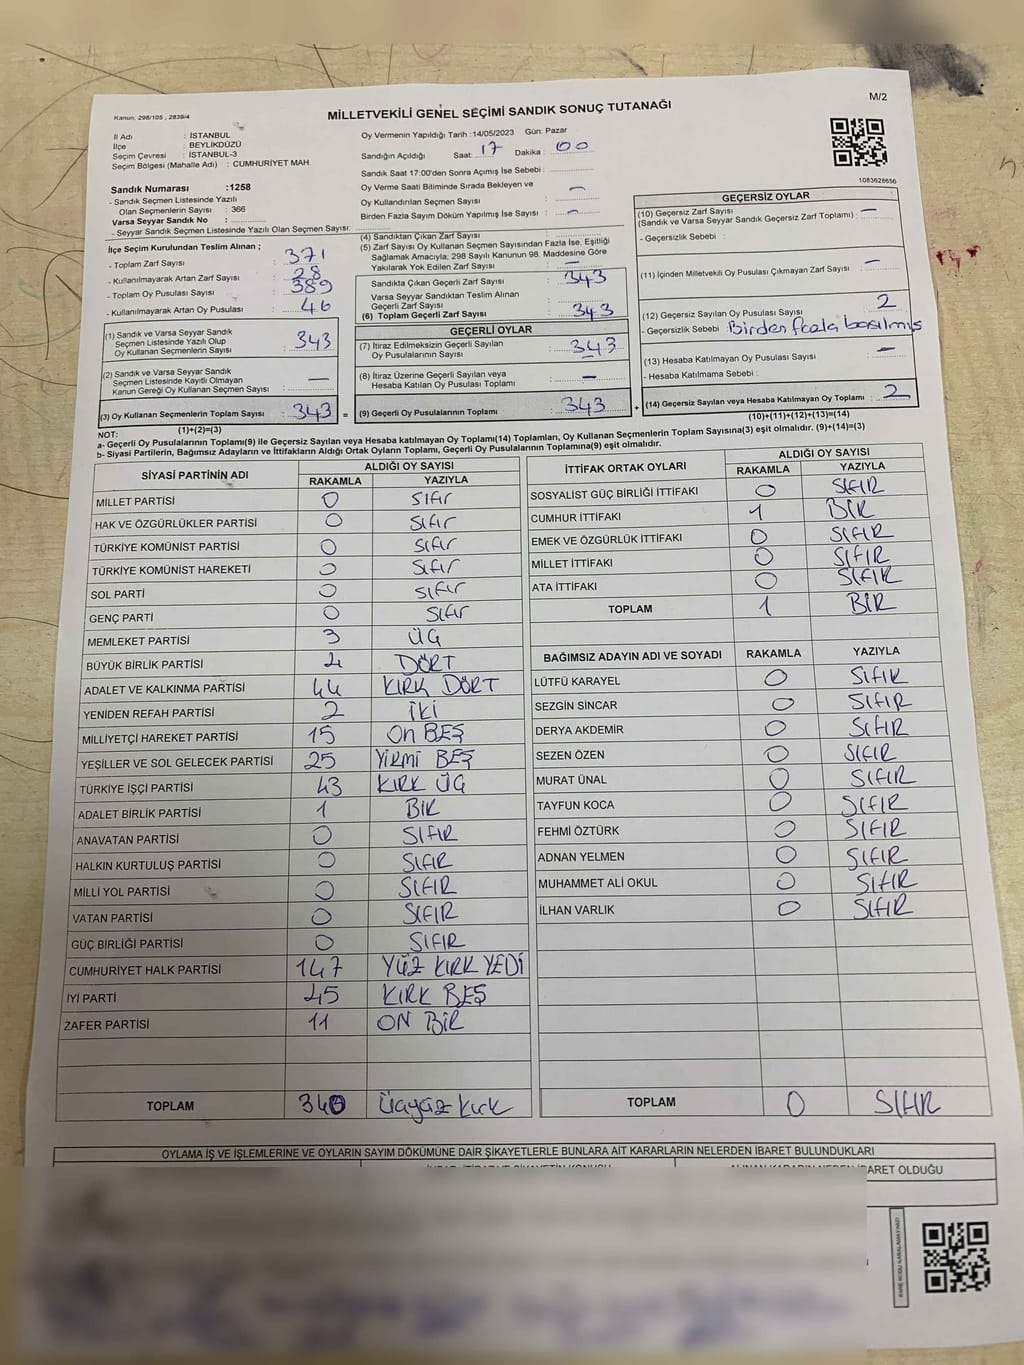 M/2
Kanun. 298/105 , 2839/4
MİLLETVEKİLİ GENEL SEÇİMİ SANDIK SONUÇ TUTANAĞI
1083628656
İl Adı : İSTANBUL
İlçe : BEYLİKDÜZÜ
Seçim Çevresi : İSTANBUL-3
Seçim Bölgesi (Mahalle Adı) : CUMHURİYET MAH.
Sandık Numarası : 1258
- Sandık Seçmen Listesinde Yazılı
Olan Seçmenlerin Sayısı : 366
Varsa Seyyar Sandık No :
- Seyyar Sandık Seçmen Listesinde Yazılı Olan Seçmen Sayısı:
Oy Vermenin Yapıldığı Tarih : 14/05/2023 Gün: Pazar
Sandığın Açıldığı Saat: 17 Dakika : 00
Sandık Saat 17:00'den Sonra Açımış İse Sebebi :
Oy Verme Saati Bitiminde Sırada Bekleyen ve
Oy Kullandırılan Seçmen Sayısı : —
Birden Fazla Sayım Döküm Yapılmış İse Sayısı : —
İlçe Seçim Kurulundan Teslim Alınan ;
- Toplam Zarf Sayısı : 371
- Kullanılmayarak Artan Zarf Sayısı : 28
- Toplam Oy Pusulası Sayısı : 389
- Kullanılmayarak Artan Oy Pusulası Sayısı : 46
(1) Sandık ve Varsa Seyyar Sandık
Seçmen Listesinde Yazılı Olup
Oy Kullanan Seçmenlerin Sayısı : 343
(2) Sandık ve Varsa Seyyar Sandık
Seçmen Listesinde Kayıtlı Olmayan
Kanun Gereği Oy Kullanan Seçmen Sayısı : —
(3) Oy Kullanan Seçmenlerin Toplam Sayısı : 343 =
(1)+(2)=(3)
(4) Sandıktan Çıkan Zarf Sayısı :
(5) Zarf Sayısı Oy Kullanan Seçmen Sayısından Fazla İse, Eşitliği
Sağlamak Amacıyla; 298 Sayılı Kanunun 98. Maddesine Göre
Yakılarak Yok Edilen Zarf Sayısı : —
Sandıkta Çıkan Geçerli Zarf Sayısı : 343
Varsa Seyyar Sandıktan Teslim Alınan
Geçerli Zarf Sayısı :
(6) Toplam Geçerli Zarf Sayısı : 343
GEÇERLİ OYLAR
(7) İtiraz Edilmeksizin Geçerli Sayılan
Oy Pusulalarının Sayısı : 343
(8) İtiraz Üzerine Geçerli Sayılan veya
Hesaba Katılan Oy Pusulası Toplamı : —
(9) Geçerli Oy Pusulalarının Toplamı : 343 +
GEÇERSİZ OYLAR
(10) Geçersiz Zarf Sayısı
(Sandık ve Varsa Seyyar Sandık Geçersiz Zarf Toplamı) : —
- Geçersizlik Sebebi :
(11) İçinden Milletvekili Oy Pusulası Çıkmayan Zarf Sayısı : —
(12) Geçersiz Sayılan Oy Pusulası Sayısı : 2
- Geçersizlik Sebebi : Birden fazla basılmış
(13) Hesaba Katılmayan Oy Pusulası Sayısı : —
- Hesaba Katılmama Sebebi :
(14) Geçersiz Sayılan veya Hesaba Katılmayan Oy Toplamı : 2
(10)+(11)+(12)+(13)=(14)
NOT:
a- Geçerli Oy Pusulalarının Toplamı(9) ile Geçersiz Sayılan veya Hesaba katılmayan Oy Toplamı(14) Toplamları, Oy Kullanan Seçmenlerin Toplam Sayısına(3) eşit olmalıdır. (9)+(14)=(3)
b- Siyasi Partilerin, Bağımsız Adayların ve İttifakların Aldığı Ortak Oyların Toplamı, Geçerli Oy Pusulalarının Toplamına(9) eşit olmalıdır.
SİYASİ PARTİNİN ADI ALDIĞI OY SAYISI
RAKAMLA YAZIYLA
MİLLET PARTİSİ 0 Sıfır
HAK VE ÖZGÜRLÜKLER PARTİSİ 0 Sıfır
TÜRKİYE KOMÜNİST PARTİSİ 0 Sıfır
TÜRKİYE KOMÜNİST HAREKETİ 0 Sıfır
SOL PARTİ 0 Sıfır
GENÇ PARTİ 0 Sıfır
MEMLEKET PARTİSİ 3 ÜÇ
BÜYÜK BİRLİK PARTİSİ 4 DÖRT
ADALET VE KALKINMA PARTİSİ 44 KIRK DÖRT
YENİDEN REFAH PARTİSİ 2 İKİ
MİLLİYETÇİ HAREKET PARTİSİ 15 On BEŞ
YEŞİLLER VE SOL GELECEK PARTİSİ 25 YİRMİ BEŞ
TÜRKİYE İŞÇİ PARTİSİ 43 KIRK ÜÇ
ADALET BİRLİK PARTİSİ 1 BİR
ANAVATAN PARTİSİ 0 SIFIR
HALKIN KURTULUŞ PARTİSİ 0 SIFIR
MİLLİ YOL PARTİSİ 0 SIFIR
VATAN PARTİSİ 0 SIFIR
GÜÇ BİRLİĞİ PARTİSİ 0 SIFIR
CUMHURİYET HALK PARTİSİ 147 YÜZ KIRK YEDİ
İYİ PARTİ 45 KIRK BEŞ
ZAFER PARTİSİ 11 ON BİR
TOPLAM 340 Üçyüz kırk
İTTİFAK ORTAK OYLARI ALDIĞI OY SAYISI
RAKAMLA YAZIYLA
SOSYALİST GÜÇ BİRLİĞİ İTTİFAKI 0 SIFIR
CUMHUR İTTİFAKI 1 BİR
EMEK VE ÖZGÜRLÜK İTTİFAKI 0 SIFIR
MİLLET İTTİFAKI 0 SIFIR
ATA İTTİFAKI 0 SIFIR
TOPLAM 1 BİR
BAĞIMSIZ ADAYIN ADI VE SOYADI RAKAMLA YAZIYLA
LÜTFÜ KARAYEL 0 SIFIR
SEZGİN SİNCAR 0 SIFIR
DERYA AKDEMİR 0 SIFIR
SEZEN ÖZEN 0 SIFIR
MURAT ÜNAL 0 SIFIR
TAYFUN KOCA 0 SIFIR
FEHMİ ÖZTÜRK 0 SIFIR
ADNAN YELMEN 0 SIFIR
MUHAMMET ALİ OKUL 0 SIFIR
İLHAN VARLIK 0 SIFIR
TOPLAM 0 SIFIR
OYLAMA İŞ VE İŞLEMLERİNE VE OYLARIN SAYIM DÖKÜMÜNE DAİR ŞİKAYETLERLE BUNLARA AİT KARARLARIN NELERDEN İBARET BULUNDUKLARI
İBARET OLDUĞU
KARE KODU KARALAMAYINIZ!